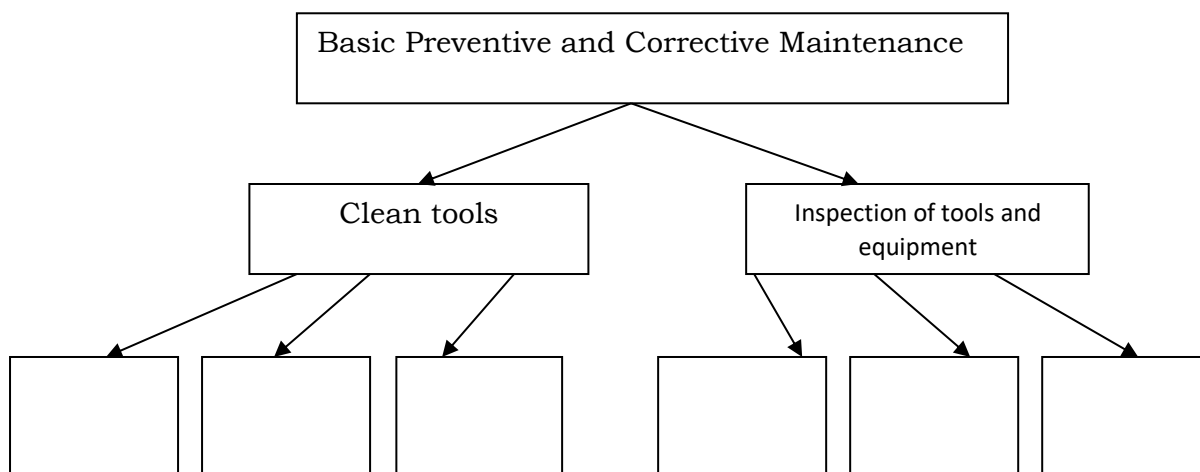 Basic Preventive and Corrective Maintenance
Clean tools
Inspection of tools and
equipment